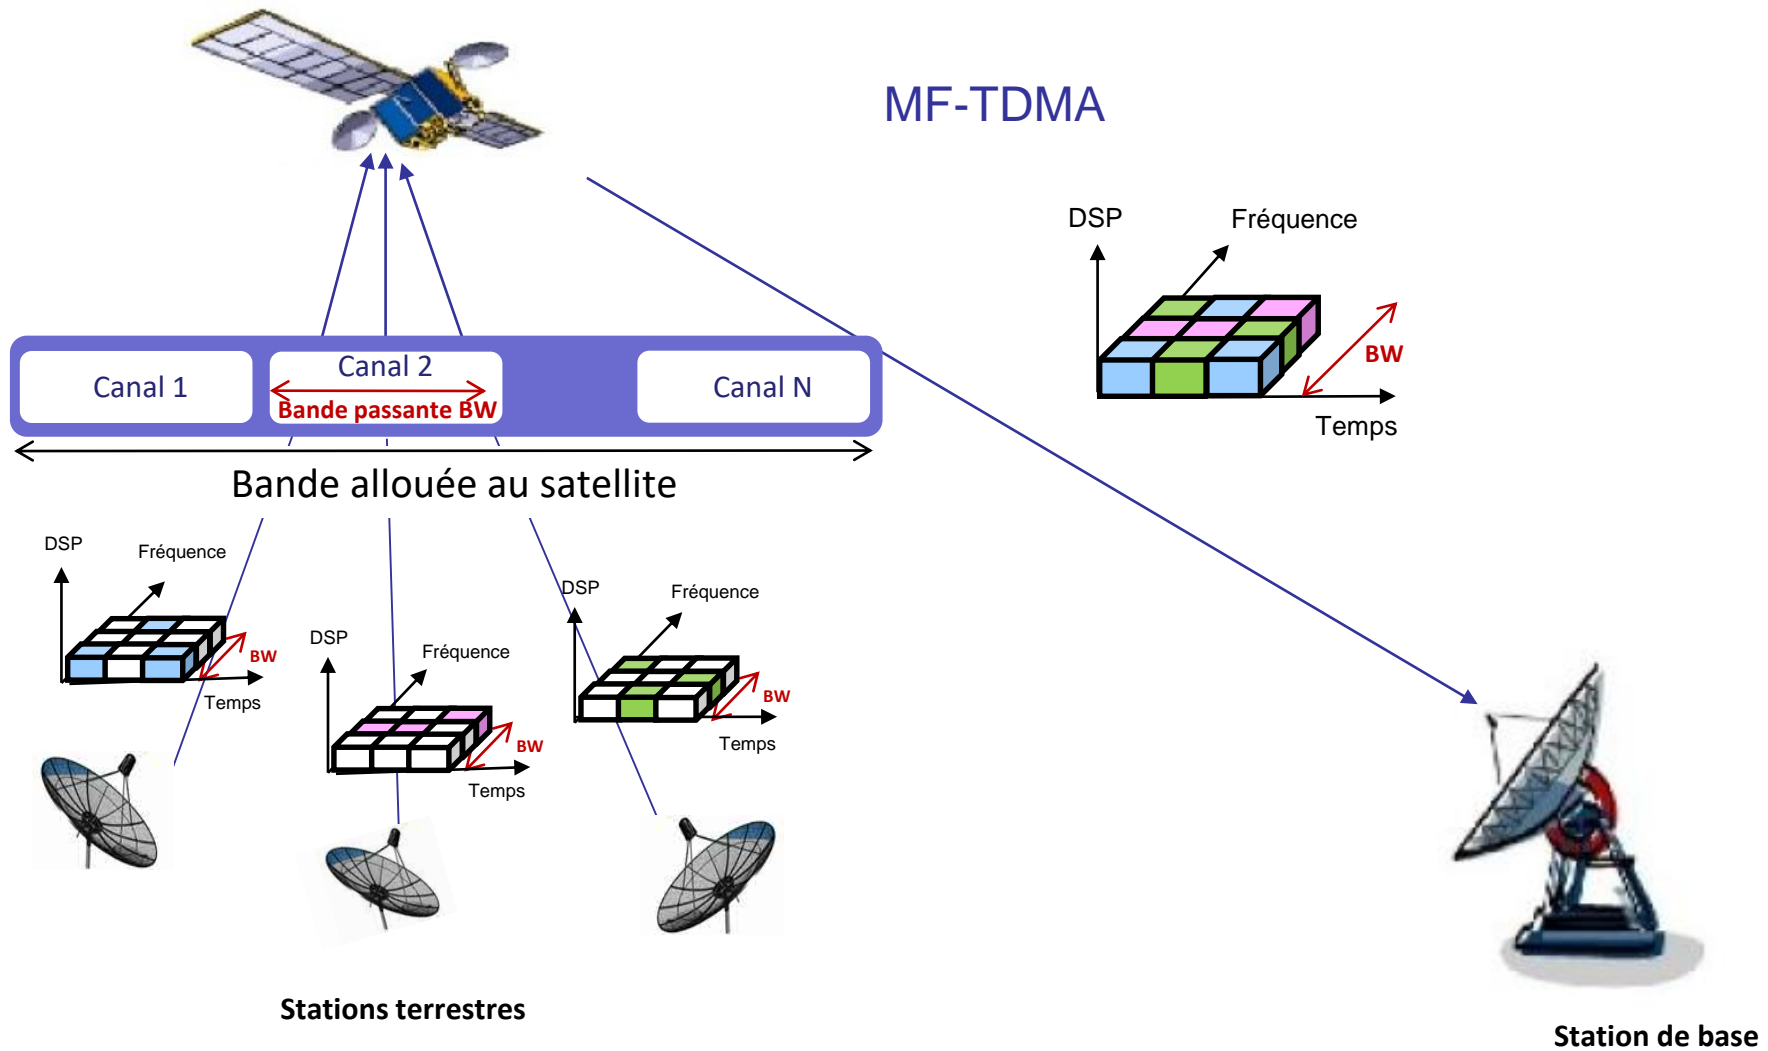 MF-TDMA
DSP
Fréquence
BW
Temps
Canal 1
Canal 2
Bande passante BW
Canal N
Bande allouée au satellite
DSP
Fréquence
BW
Temps
DSP
Fréquence
BW
Temps
DSP
Fréquence
BW
Temps
Stations terrestres
Station de base